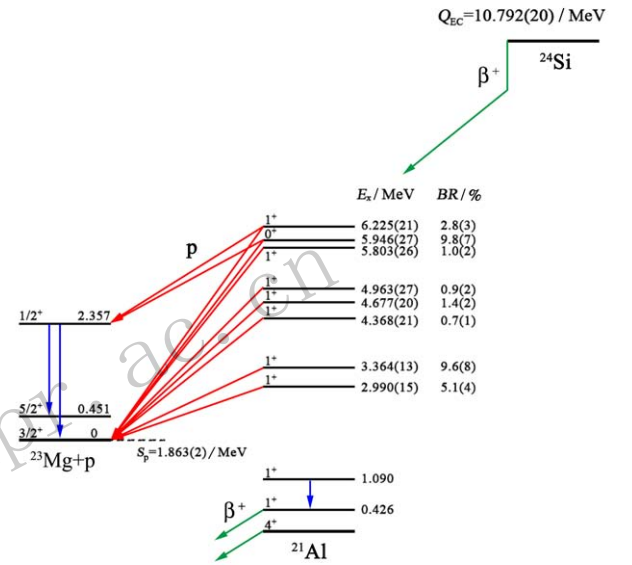 Q_EC=10.792(20) / MeV
²⁴Si
β⁺
E_x / MeV BR / %
1⁺ 6.225(21) 2.8(3)
0⁺ 5.946(27) 9.8(7)
1⁺ 5.803(26) 1.0(2)
p
1⁺ 4.963(27) 0.9(2)
1⁺ 4.677(20) 1.4(2)
1⁺ 4.368(21) 0.7(1)
1/2⁺ 2.357
1⁺ 3.364(13) 9.6(8)
1⁺ 2.990(15) 5.1(4)
5/2⁺ 0.451
3/2⁺ 0
S_p=1.863(2) / MeV
²³Mg+p
1⁺ 1.090
β⁺ 1⁺ 0.426
4⁺
²¹Al
pr.ac.cn